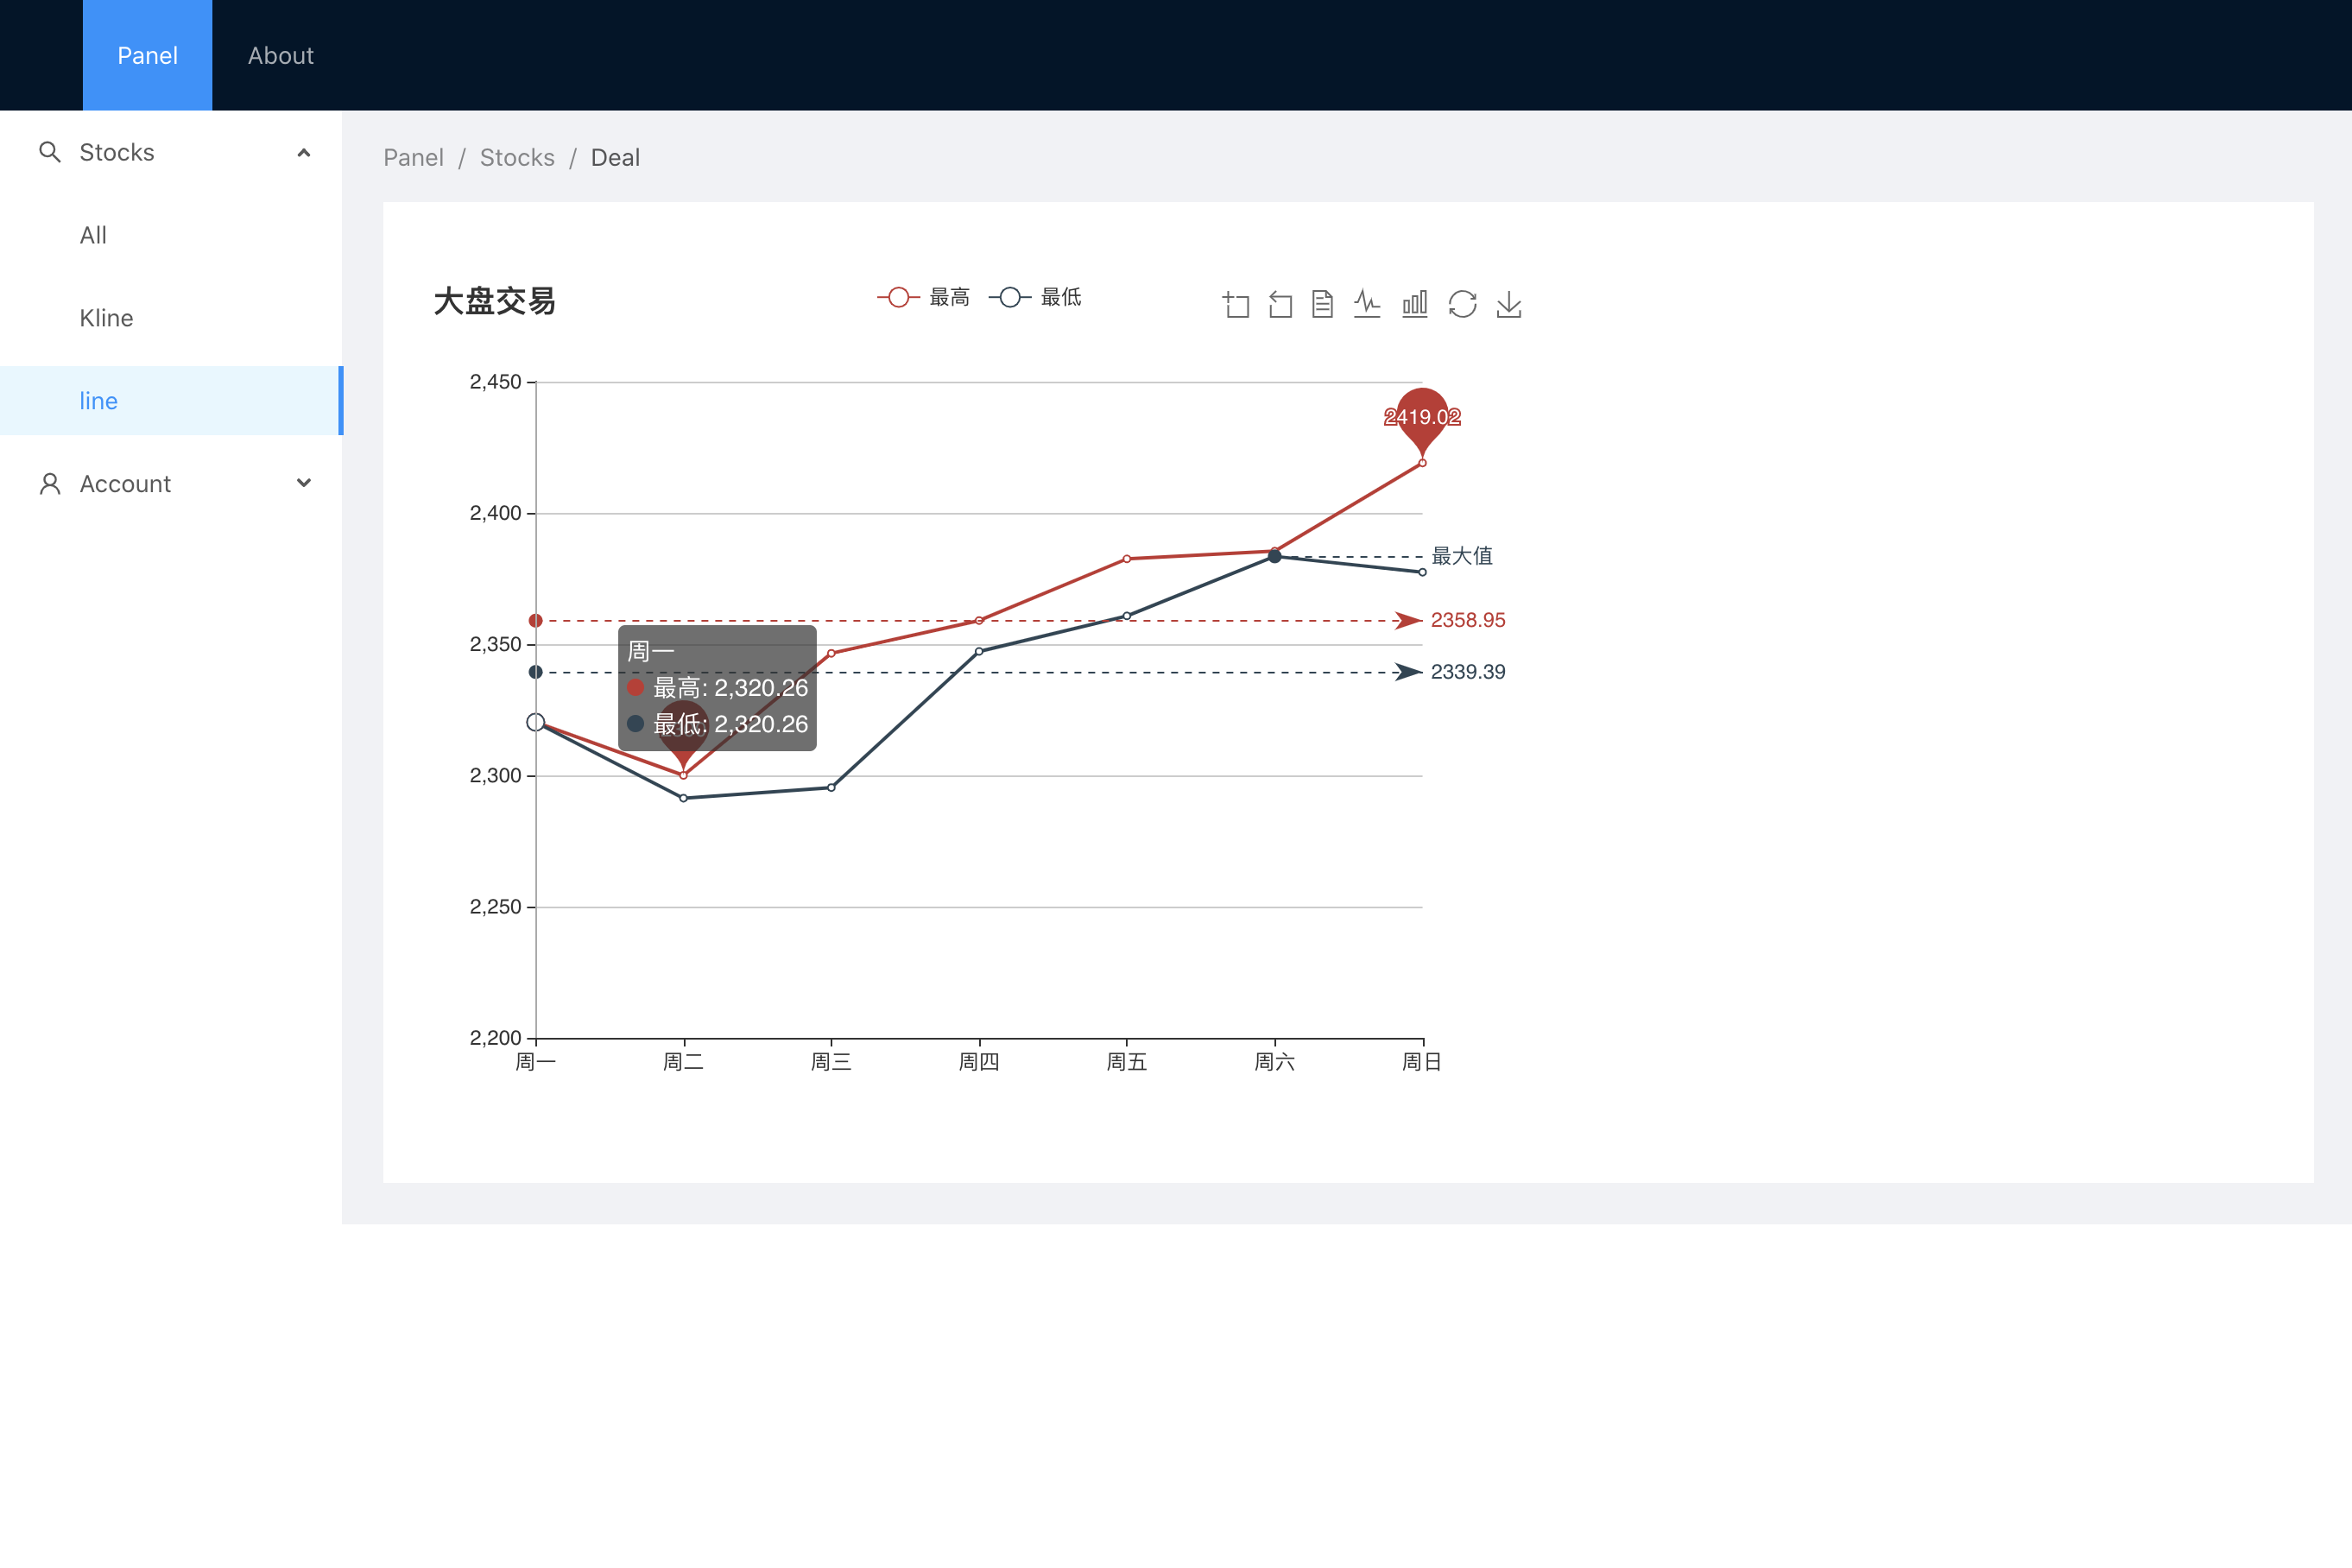 Panel About
Stocks
All
Kline
line
Account
Panel / Stocks / Deal
大盘交易
最高 最低
2,450
2,400
2,350
2,300
2,250
2,200
2419.02
最大值
2358.95
2339.39
周一
最高: 2,320.26
最低: 2,320.26
周一 周二 周三 周四 周五 周六 周日